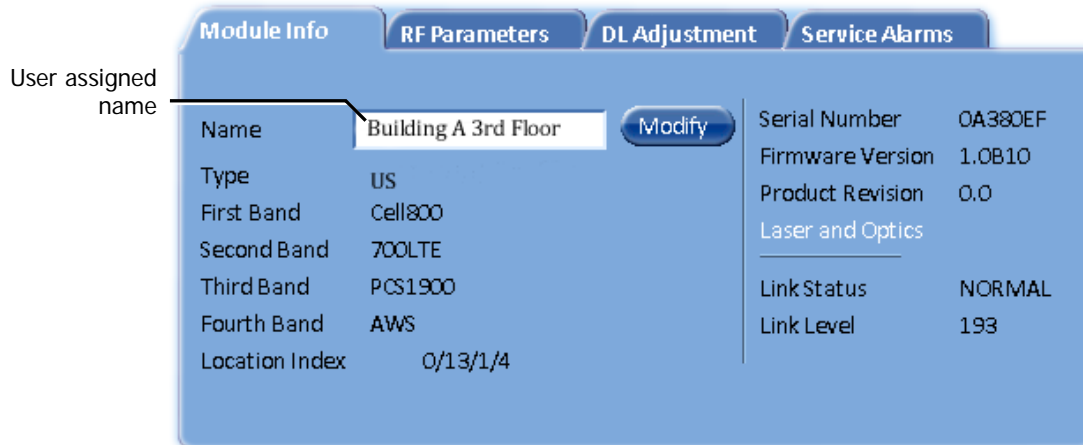 Module Info
RF Parameters
DL Adjustment
Service Alarms
User assigned
name
Name
Building A 3rd Floor
Modify
Type
US
First Band
Cell800
Second Band
700LTE
Third Band
PCS1900
Fourth Band
AWS
Location Index
0/13/1/4
Serial Number
0A380EF
Firmware Version
1.0B10
Product Revision
0.0
Laser and Optics
Link Status
NORMAL
Link Level
193